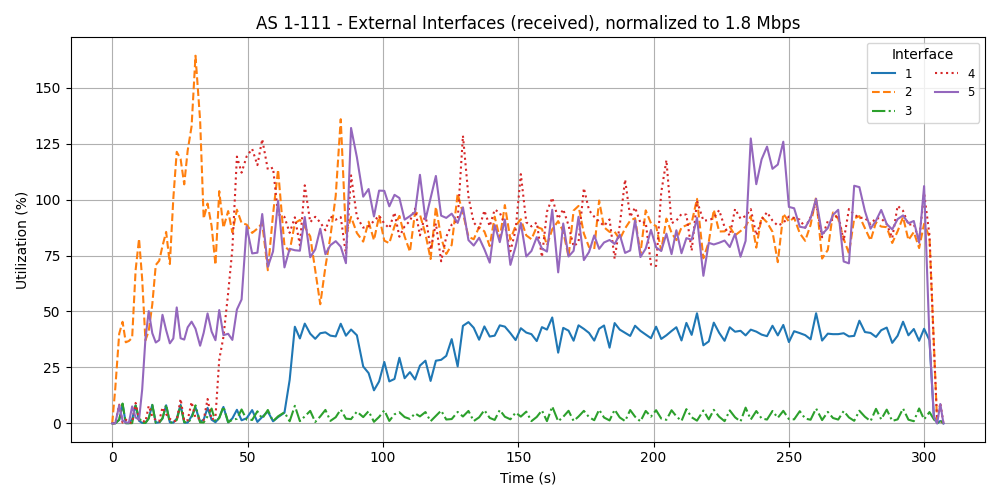 AS 1-111 - External Interfaces (received), normalized to 1.8 Mbps
Utilization (%)
150
125
100
75
50
25
0
0 50 100 150 200 250 300
Time (s)
Interface
1 4
2 5
3